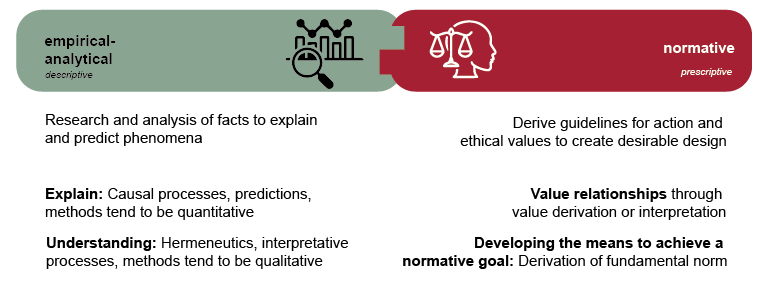 empirical-
analytical
descriptive
normative
prescriptive
Research and analysis of facts to explain
and predict phenomena
Derive guidelines for action and
ethical values to create desirable design
Explain: Causal processes, predictions,
methods tend to be quantitative
Value relationships through
value derivation or interpretation
Understanding: Hermeneutics, interpretative
processes, methods tend to be qualitative
Developing the means to achieve a
normative goal: Derivation of fundamental norm